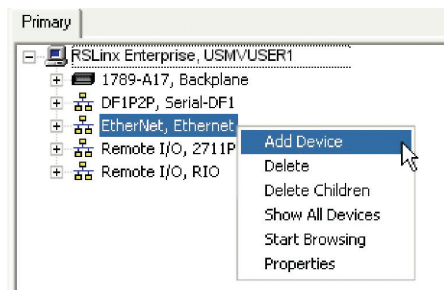 Primary
RSLinx Enterprise, USMVUSER1
1789-A17, Backplane
DF1P2P, Serial-DF1
EtherNet, Ethernet
Remote I/O, 2711P
Remote I/O, RIO
Add Device
Delete
Delete Children
Show All Devices
Start Browsing
Properties